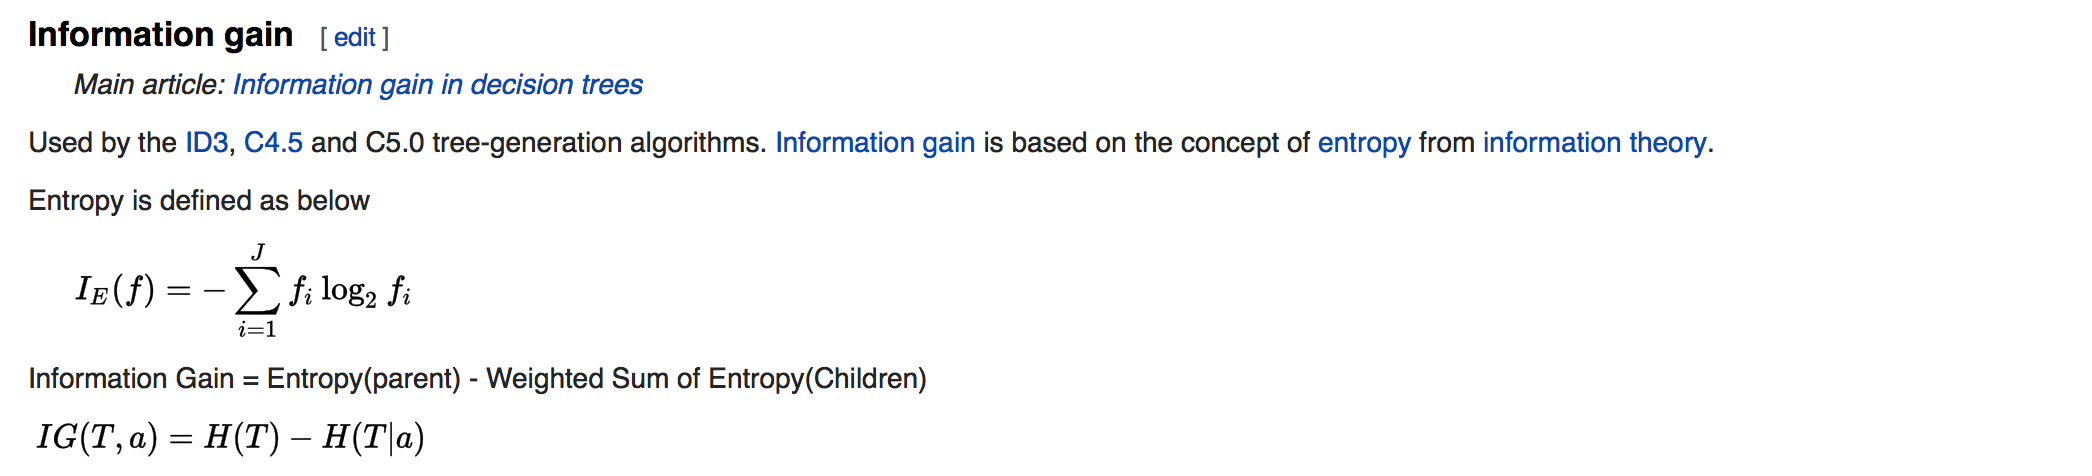 Information gain [ edit ]
Main article: Information gain in decision trees
Used by the ID3, C4.5 and C5.0 tree-generation algorithms. Information gain is based on the concept of entropy from information theory.
Entropy is defined as below
I_E(f) = − ∑_{i=1}^{J} f_i log_2 f_i
Information Gain = Entropy(parent) - Weighted Sum of Entropy(Children)
IG(T, a) = H(T) − H(T|a)